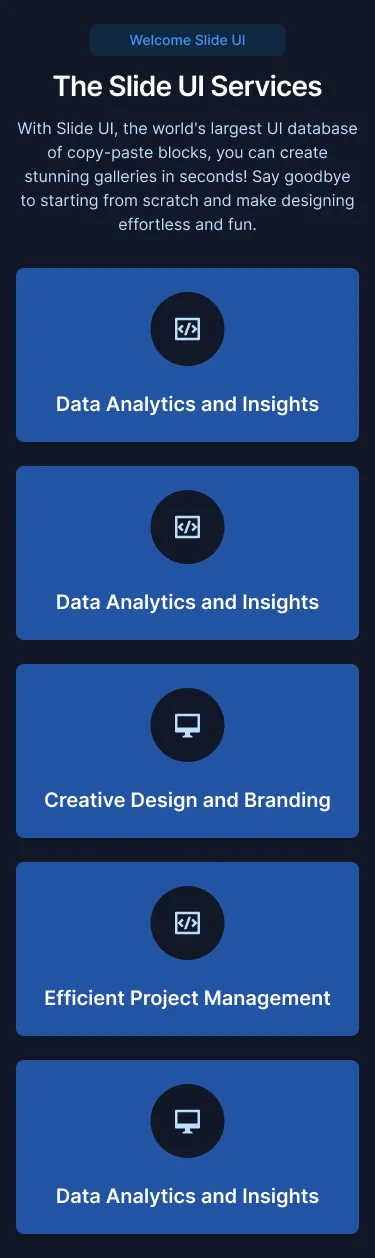 Welcome Slide UI
The Slide UI Services
With Slide UI, the world's largest UI database
of copy-paste blocks, you can create
stunning galleries in seconds! Say goodbye
to starting from scratch and make designing
effortless and fun.
Data Analytics and Insights
Data Analytics and Insights
Creative Design and Branding
Efficient Project Management
Data Analytics and Insights